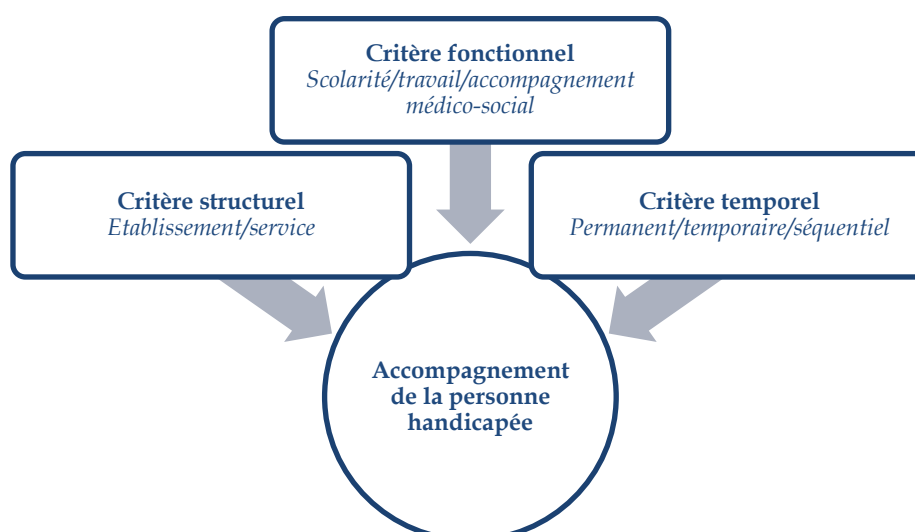 Critère fonctionnel
Scolarité/travail/accompagnement
médico-social
Critère structurel
Etablissement/service
Critère temporel
Permanent/temporaire/séquentiel
Accompagnement
de la personne
handicapée